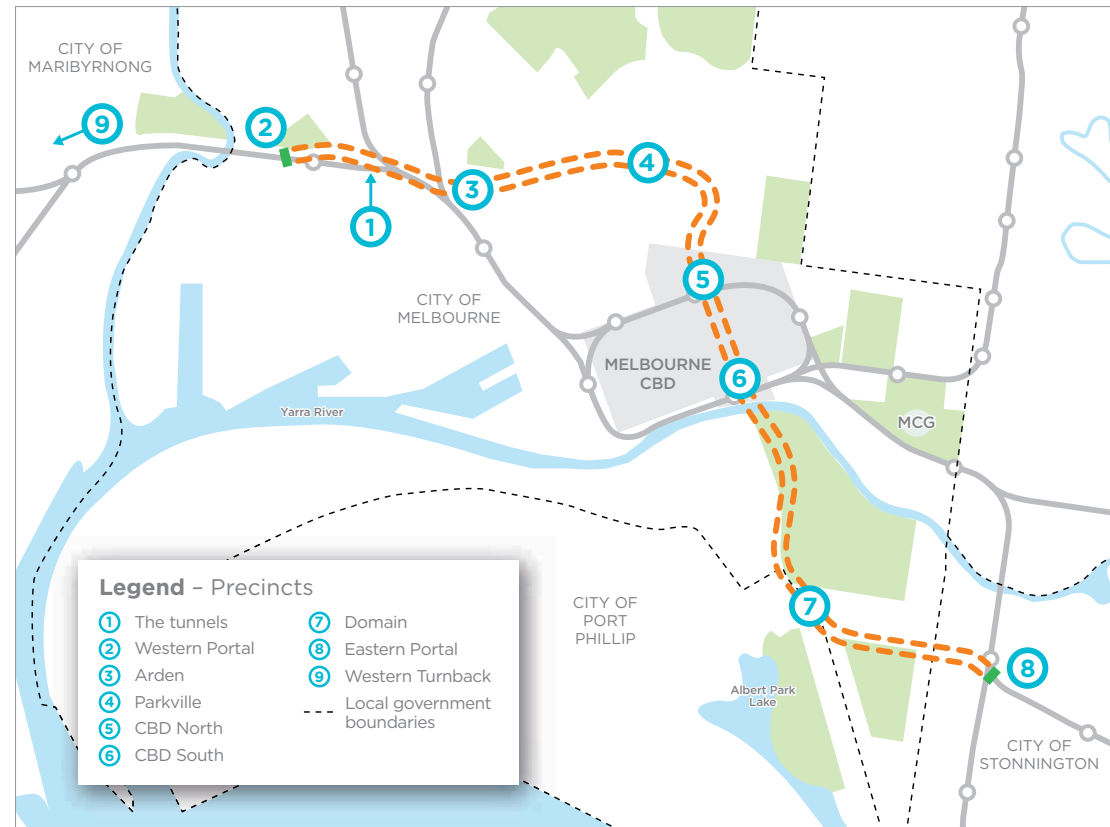 CITY OF
MARIBYRNONG
9
2
4
3
1
5
CITY OF
MELBOURNE
MELBOURNE
CBD
6
Yarra River
MCG
Legend – Precincts
1 The tunnels
2 Western Portal
3 Arden
4 Parkville
5 CBD North
6 CBD South
7 Domain
8 Eastern Portal
9 Western Turnback
Local government
boundaries
CITY OF
PORT
PHILLIP
7
8
Albert Park
Lake
CITY OF
STONNINGTON